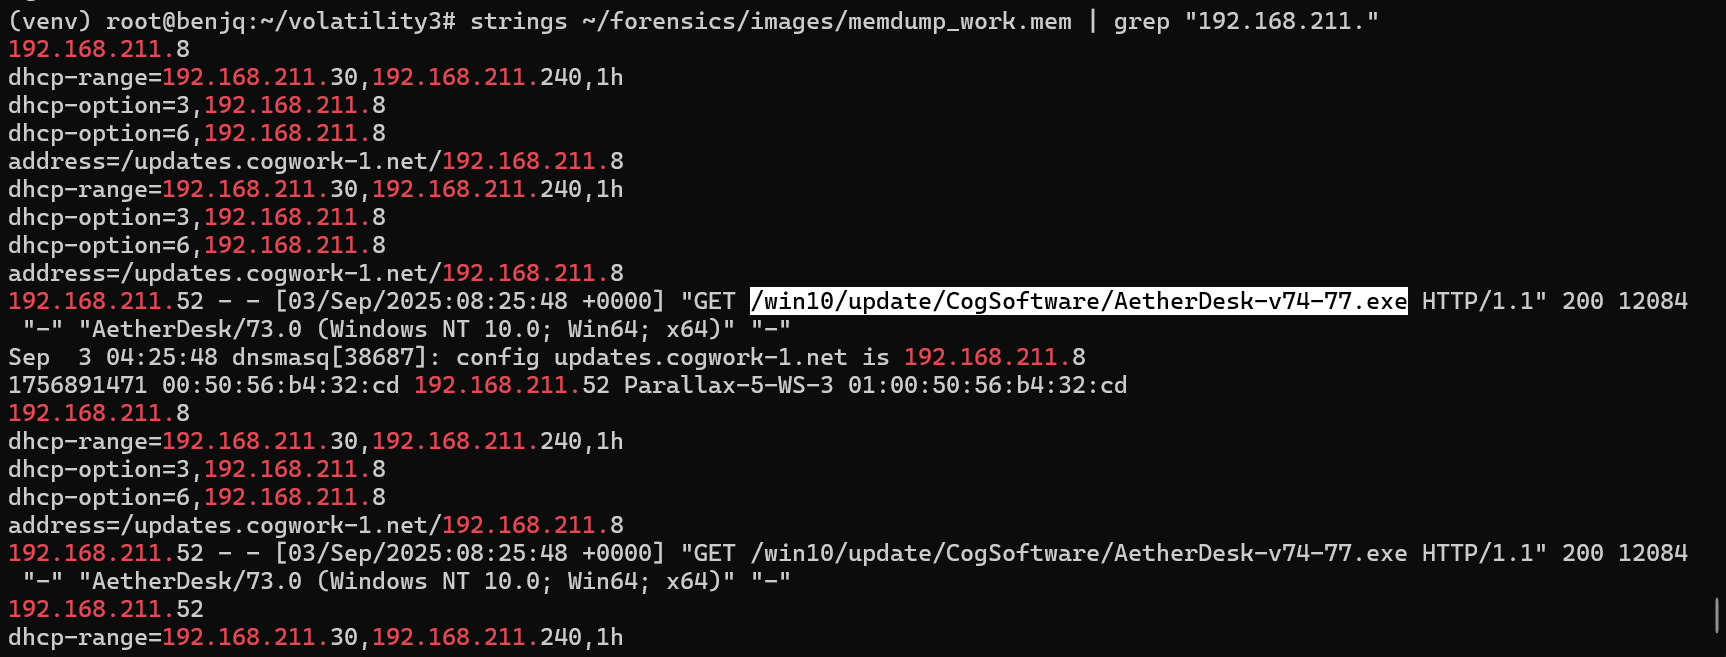 (venv) root@benjq:~/volatility3# strings ~/forensics/images/memdump_work.mem | grep "192.168.211."
192.168.211.8
dhcp-range=192.168.211.30,192.168.211.240,1h
dhcp-option=3,192.168.211.8
dhcp-option=6,192.168.211.8
address=/updates.cogwork-1.net/192.168.211.8
dhcp-range=192.168.211.30,192.168.211.240,1h
dhcp-option=3,192.168.211.8
dhcp-option=6,192.168.211.8
address=/updates.cogwork-1.net/192.168.211.8
192.168.211.52 - - [03/Sep/2025:08:25:48 +0000] "GET /win10/update/CogSoftware/AetherDesk-v74-77.exe HTTP/1.1" 200 12084
 "-" "AetherDesk/73.0 (Windows NT 10.0; Win64; x64)" "-"
Sep  3 04:25:48 dnsmasq[38687]: config updates.cogwork-1.net is 192.168.211.8
1756891471 00:50:56:b4:32:cd 192.168.211.52 Parallax-5-WS-3 01:00:50:56:b4:32:cd
192.168.211.8
dhcp-range=192.168.211.30,192.168.211.240,1h
dhcp-option=3,192.168.211.8
dhcp-option=6,192.168.211.8
address=/updates.cogwork-1.net/192.168.211.8
192.168.211.52 - - [03/Sep/2025:08:25:48 +0000] "GET /win10/update/CogSoftware/AetherDesk-v74-77.exe HTTP/1.1" 200 12084
 "-" "AetherDesk/73.0 (Windows NT 10.0; Win64; x64)" "-"
192.168.211.52
dhcp-range=192.168.211.30,192.168.211.240,1h